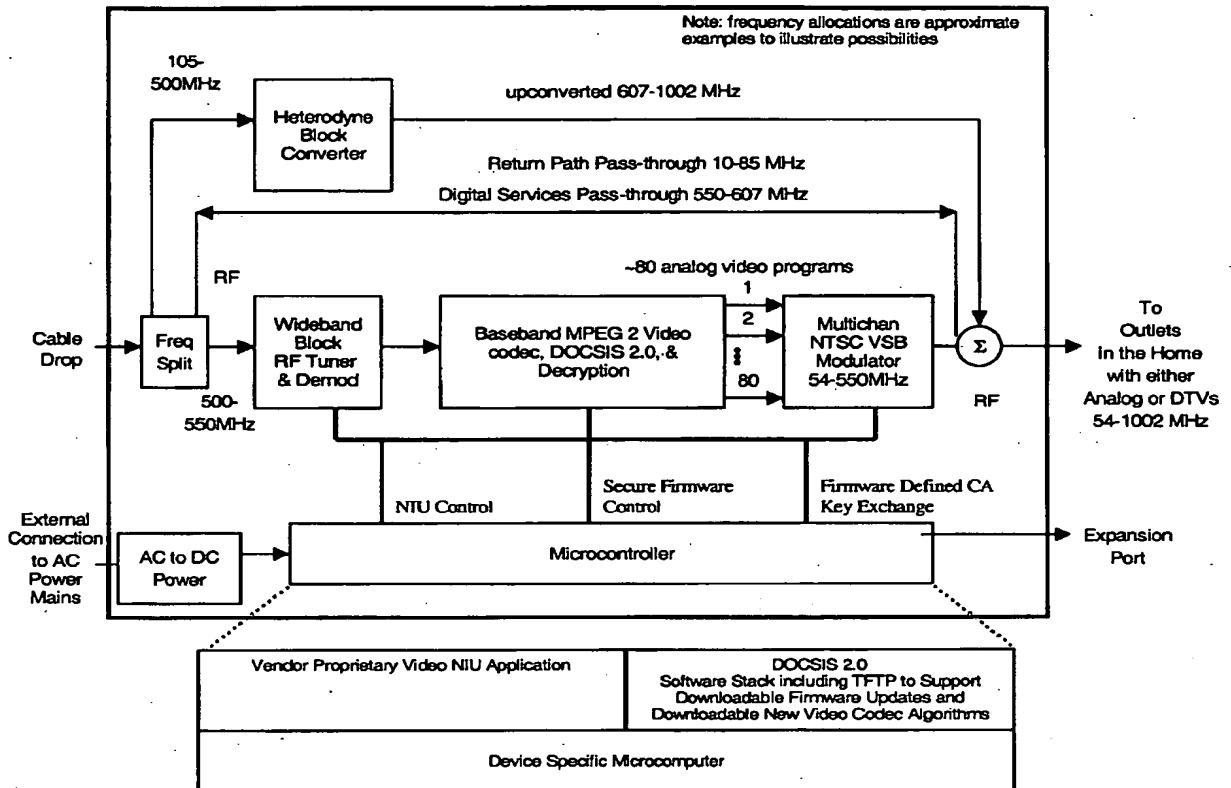 Note: frequency allocations are approximate
examples to illustrate possibilities
105-
500MHz
upconverted 607-1002 MHz
Heterodyne
Block
Converter
Return Path Pass-through 10-85 MHz
Digital Services Pass-through 550-607 MHz
RF
~80 analog video programs
1
Cable
Drop
Freq
Split
Wideband
Block
RF Tuner
& Demod
Baseband MPEG 2 Video
codec, DOCSIS 2.0, &
Decryption
2
80
Multichan
NTSC VSB
Modulator
54-550MHz
Σ
RF
To
Outlets
in the Home
with either
Analog or DTVs
54-1002 MHz
500-
550MHz
NIU Control
Secure Firmware
Control
Firmware Defined CA
Key Exchange
External
Connection
to AC
Power
Mains
AC to DC
Power
Microcontroller
Expansion
Port
Vendor Proprietary Video NIU Application
DOCSIS 2.0
Software Stack including TFTP to Support
Downloadable Firmware Updates and
Downloadable New Video Codec Algorithms
Device Specific Microcomputer